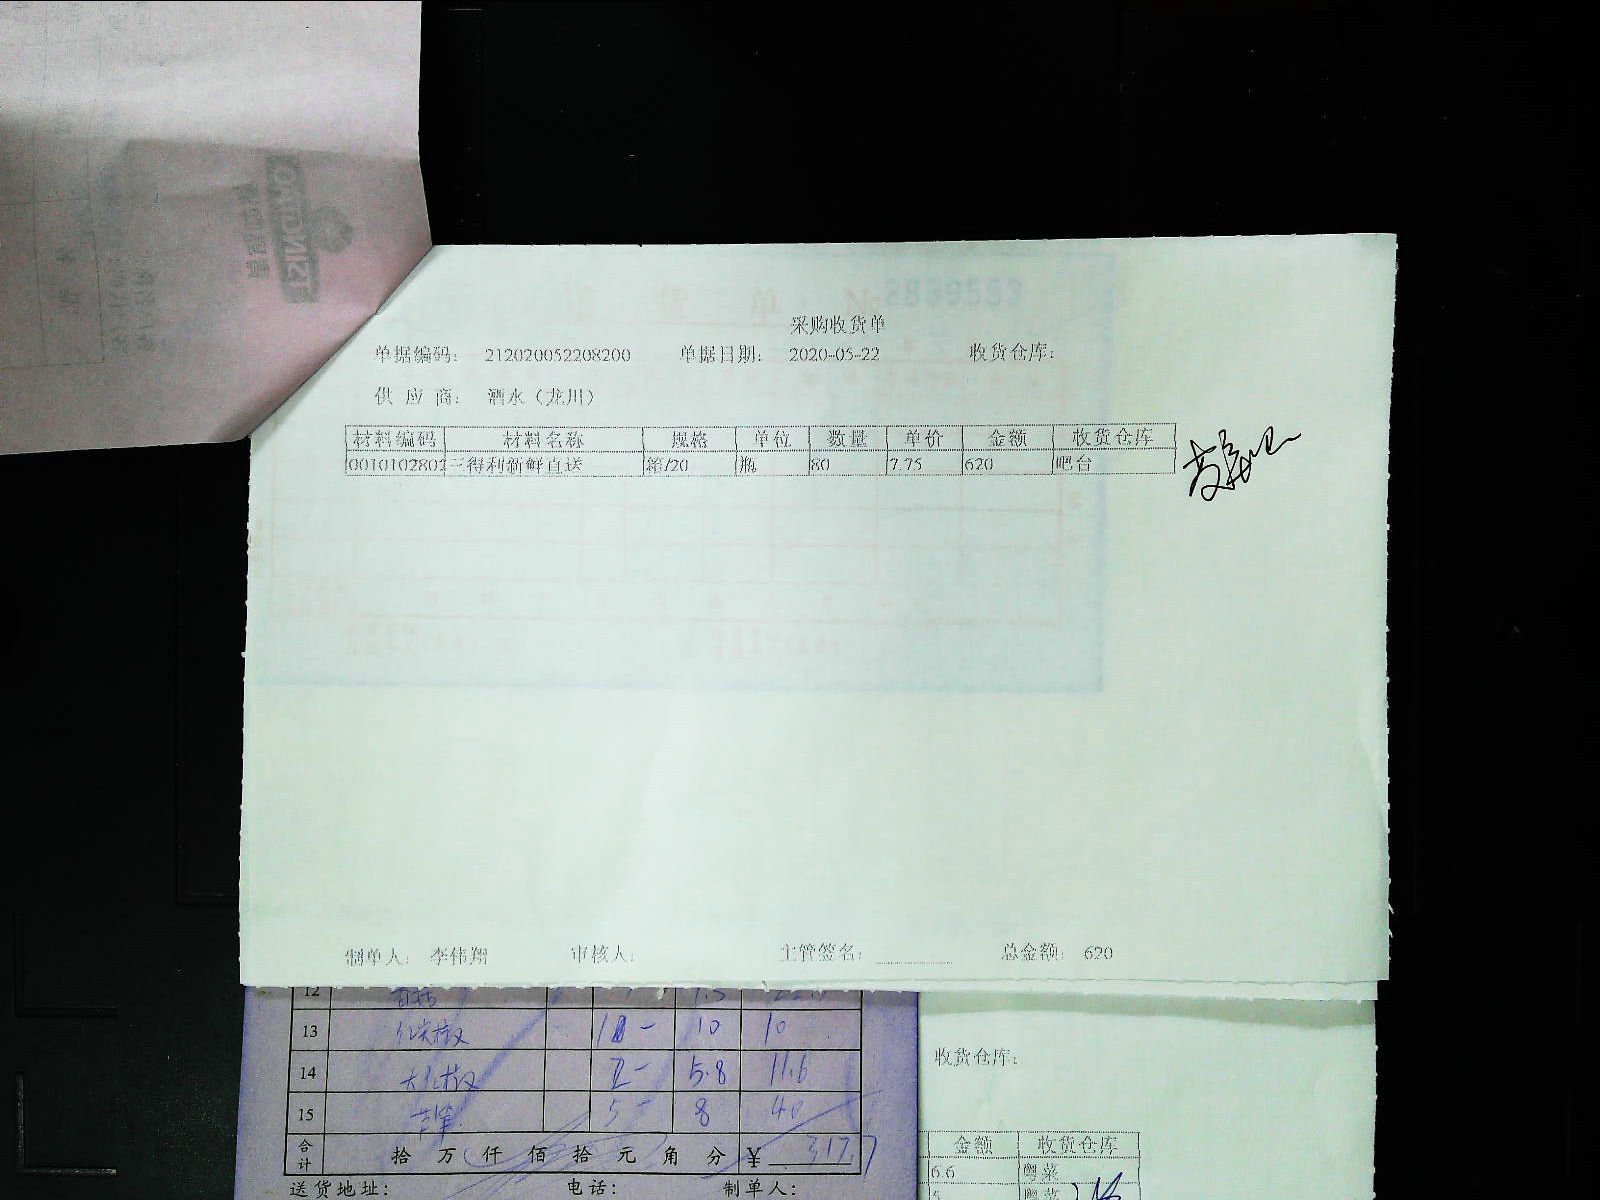 采购收货单
单据编码: 212020052208200 单据日期: 2020-05-22 收货仓库:
供 应 商: 酒水（龙川）
材料编码 材料名称 规格 单位 数量 单价 金额 收货仓库
0010102802 三得利新鲜直送 箱/20 瓶 80 7.75 620 吧台
制单人: 李伟翔 审核人: 主管签名: 总金额: 620
12
13 10 10
14 2- 5.8 11.6
15 5- 8 40
收货仓库:
金额 收货仓库
6.6 粤菜
粤菜
合计 拾 万 仟 佰 拾 元 角 分 ¥ 317.7
送货地址: 电话: 制单人: